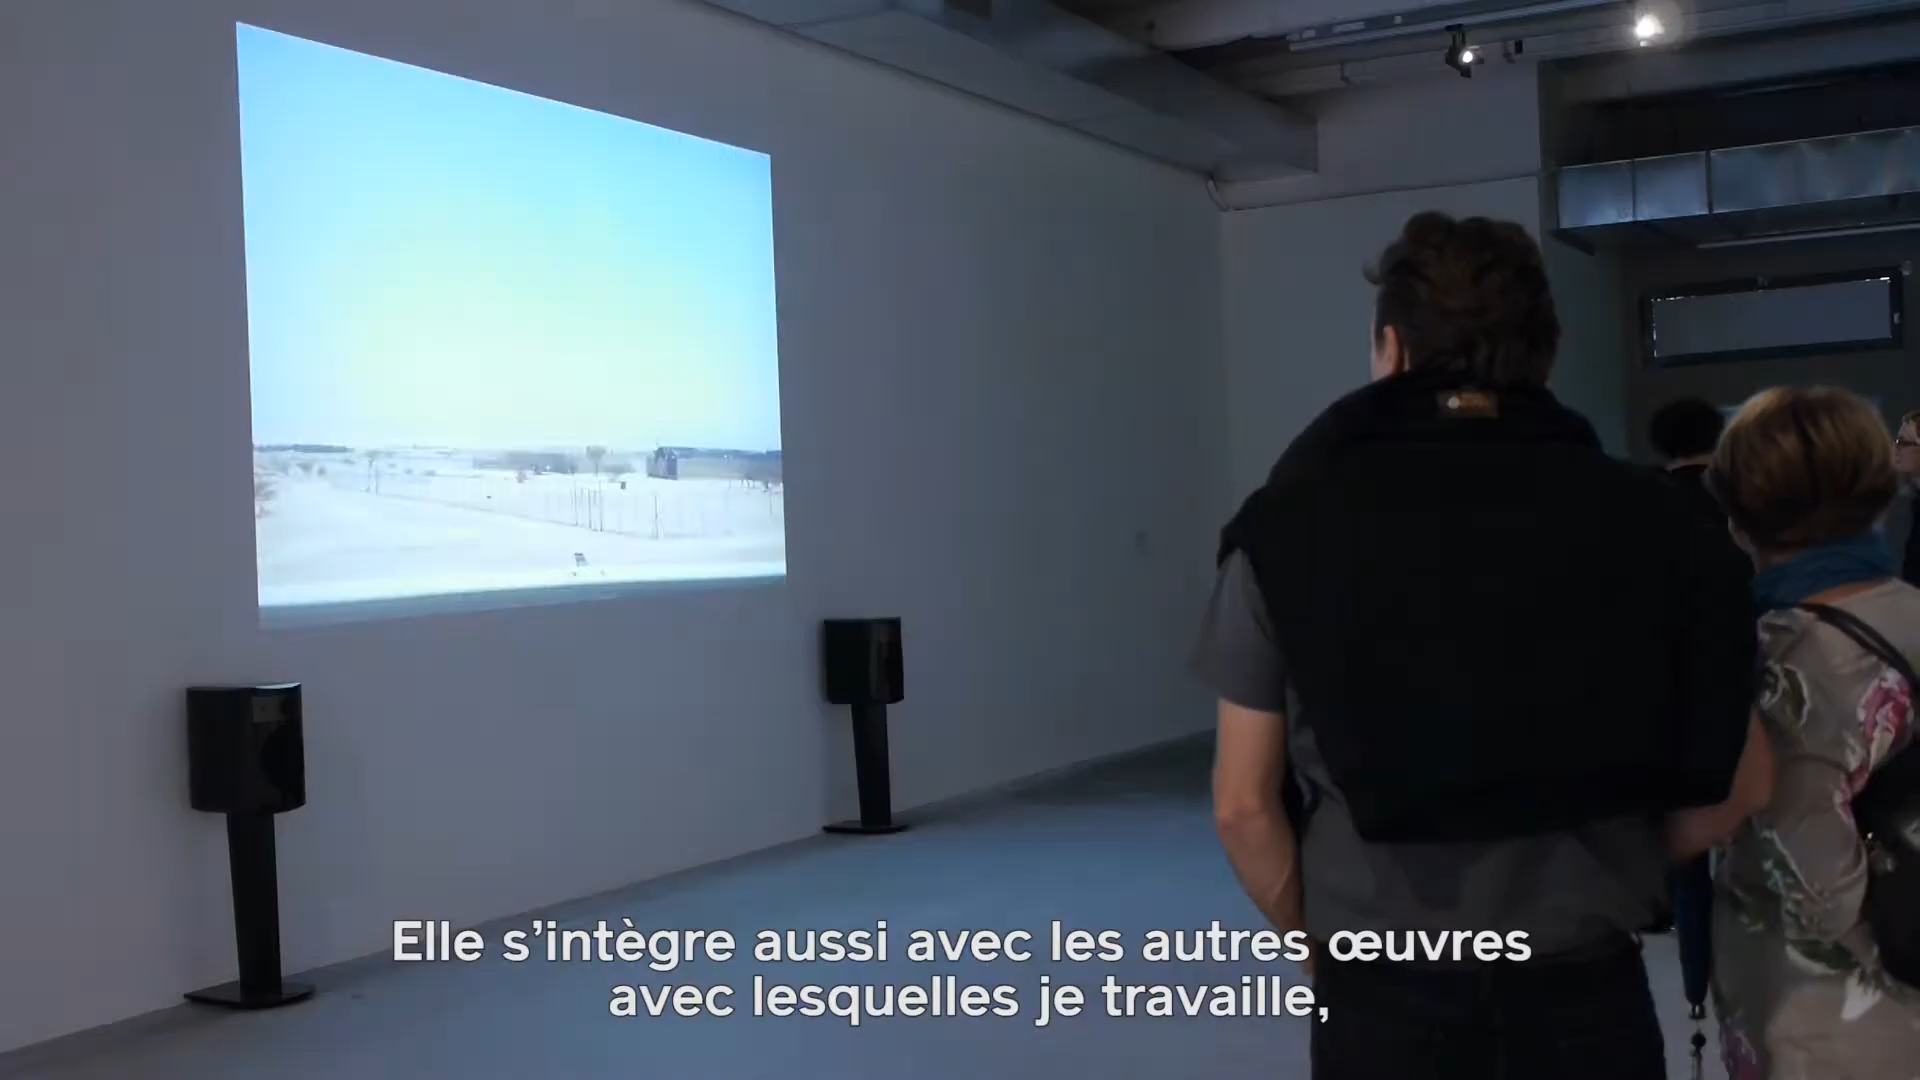 Elle s’intègre aussi avec les autres œuvres
avec lesquelles je travaille,